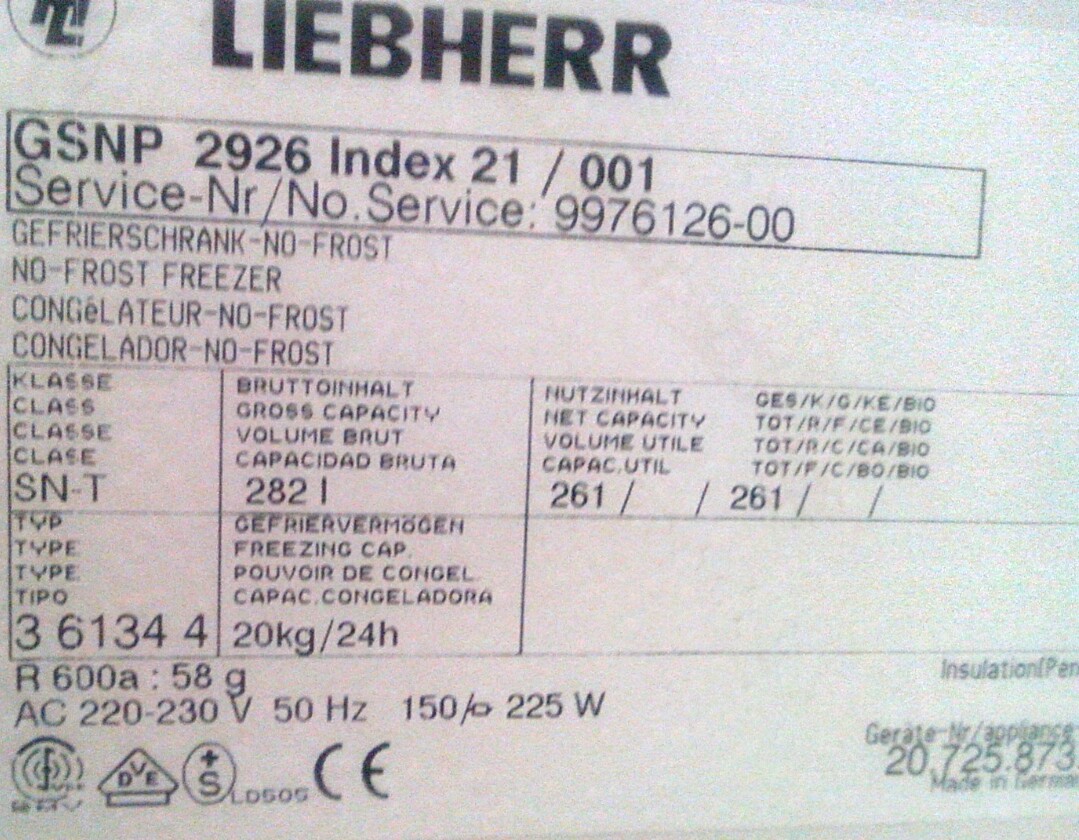 LIEBHERR
GSNP 2926 Index 21 / 001
Service-Nr/No.Service: 9976126-00
GEFRIERSCHRANK-NO-FROST
NO-FROST FREEZER
CONGéLATEUR-NO-FROST
CONGELADOR-NO-FROST
KLASSE BRUTTOINHALT NUTZINHALT GES/K/G/KE/BIO
CLASS GROSS CAPACITY NET CAPACITY TOT/R/F/CE/BIO
CLASSE VOLUME BRUT VOLUME UTILE TOT/R/C/CA/BIO
CLASE CAPACIDAD BRUTA CAPAC.UTIL TOT/F/C/BO/BIO
SN-T 282 l 261 / / 261 / /
TYP GEFRIERVERMöGEN
TYPE FREEZING CAP.
TYPE POUVOIR DE CONGEL.
TIPO CAPAC.CONGELADORA
3 6134 4 20kg/24h
R 600a : 58 g Insulation(Pen
AC 220-230 V 50 Hz 150/ 225 W
Geräte-Nr/appliance
20.725.873
DVE +S LD505 CE Made in Germa